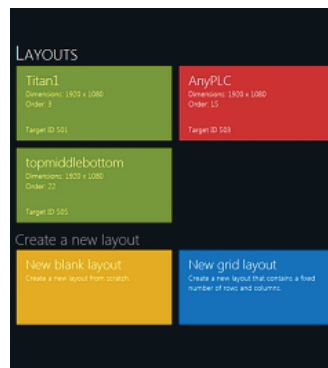 LAYOUTS
Titan1
Dimensions: 1920 x 1080
Order: 3
Target ID 501
AnyPLC
Dimensions: 1920 x 1080
Order: 15
Target ID 503
topmiddlebottom
Dimensions: 1920 x 1080
Order: 22
Target ID 505
Create a new layout
New blank layout
Create a new layout from scratch.
New grid layout
Create a new layout that contains a fixed
number of rows and columns.